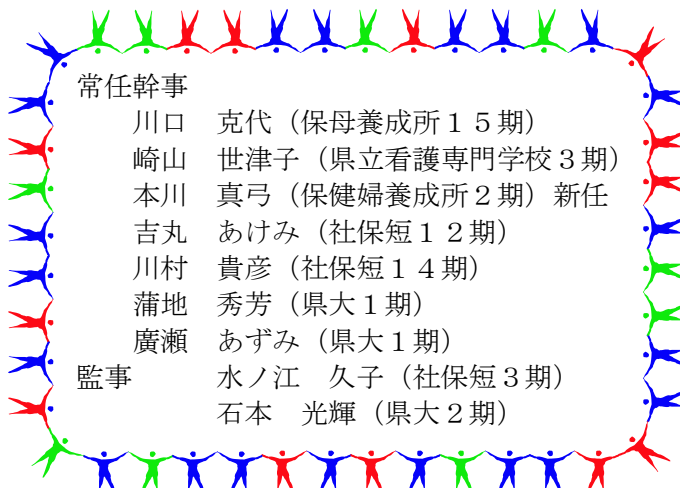 常任幹事
川口　克代（保母養成所１５期）
崎山　世津子（県立看護専門学校３期）
本川　真弓（保健婦養成所２期）新任
吉丸　あけみ（社保短１２期）
川村　貴彦（社保短１４期）
蒲地　秀芳（県大１期）
廣瀬　あずみ（県大１期）
監事　　　水ノ江　久子（社保短３期）
石本　光輝（県大２期）